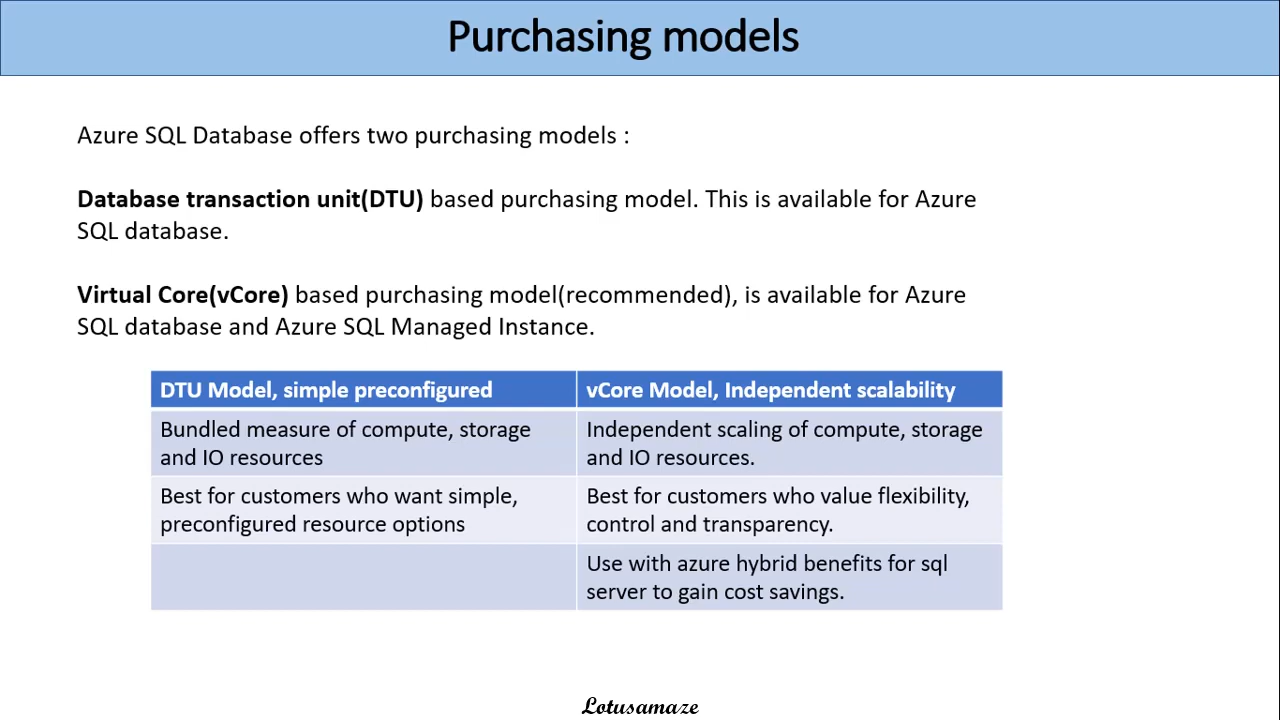 Purchasing models
Azure SQL Database offers two purchasing models :
Database transaction unit(DTU) based purchasing model. This is available for Azure
SQL database.
Virtual Core(vCore) based purchasing model(recommended), is available for Azure
SQL database and Azure SQL Managed Instance.
DTU Model, simple preconfigured
vCore Model, Independent scalability
Bundled measure of compute, storage
and IO resources
Independent scaling of compute, storage
and IO resources.
Best for customers who want simple,
preconfigured resource options
Best for customers who value flexibility,
control and transparency.
Use with azure hybrid benefits for sql
server to gain cost savings.
Lotusamaze